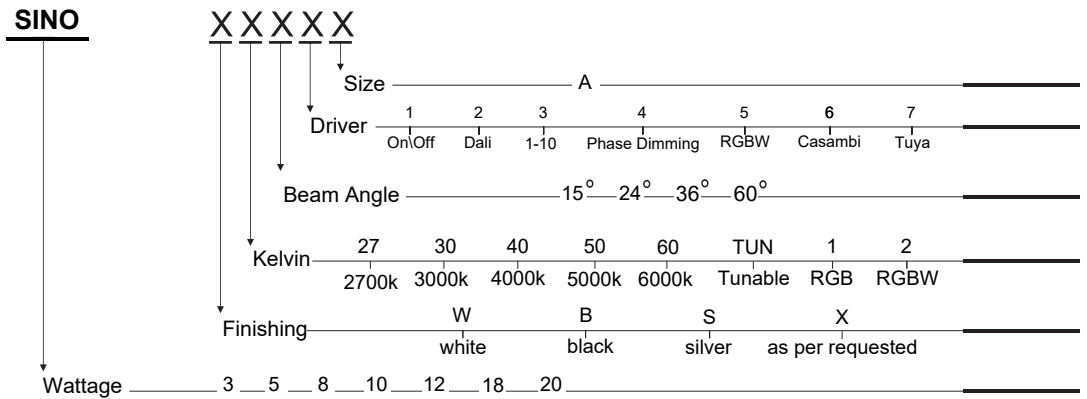 SINO X X X X X
Size A
1 2 3 4 5 6 7
Driver
On\Off Dali 1-10 Phase Dimming RGBW Casambi Tuya
Beam Angle 15° 24° 36° 60°
27 30 40 50 60 TUN 1 2
Kelvin
2700k 3000k 4000k 5000k 6000k Tunable RGB RGBW
W B S X
Finishing
white black silver as per requested
Wattage 3 5 8 10 12 18 20